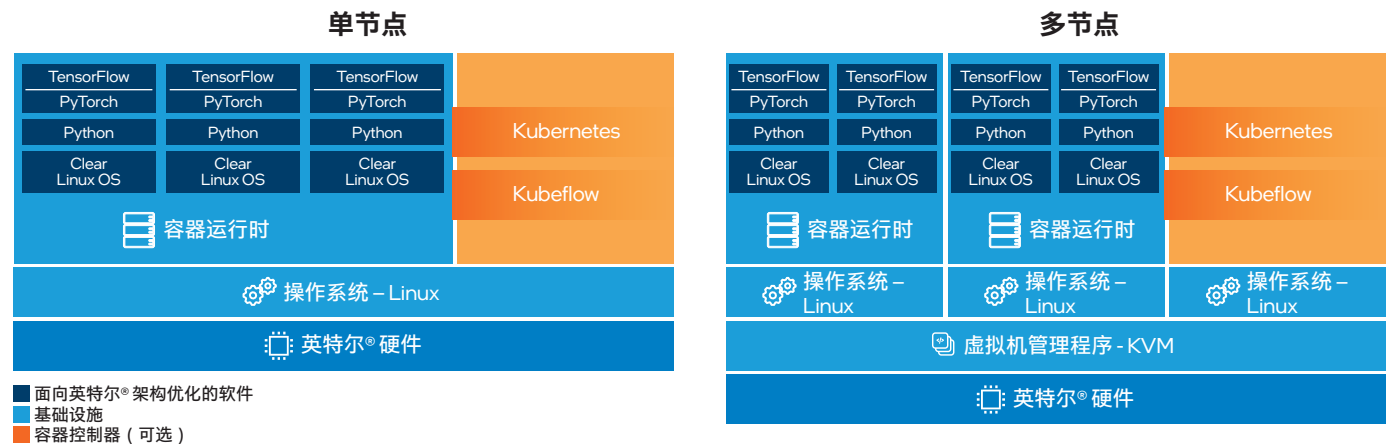 单节点
TensorFlow
PyTorch
Python
Clear
Linux OS
TensorFlow
PyTorch
Python
Clear
Linux OS
TensorFlow
PyTorch
Python
Clear
Linux OS
容器运行时
Kubernetes
Kubeflow
操作系统 – Linux
英特尔® 硬件
面向英特尔® 架构优化的软件
基础设施
容器控制器（可选）
多节点
TensorFlow
PyTorch
Python
Clear
Linux OS
TensorFlow
PyTorch
Python
Clear
Linux OS
容器运行时
TensorFlow
PyTorch
Python
Clear
Linux OS
TensorFlow
PyTorch
Python
Clear
Linux OS
容器运行时
Kubernetes
Kubeflow
操作系统 –
Linux
操作系统 –
Linux
操作系统 –
Linux
虚拟机管理程序 - KVM
英特尔® 硬件